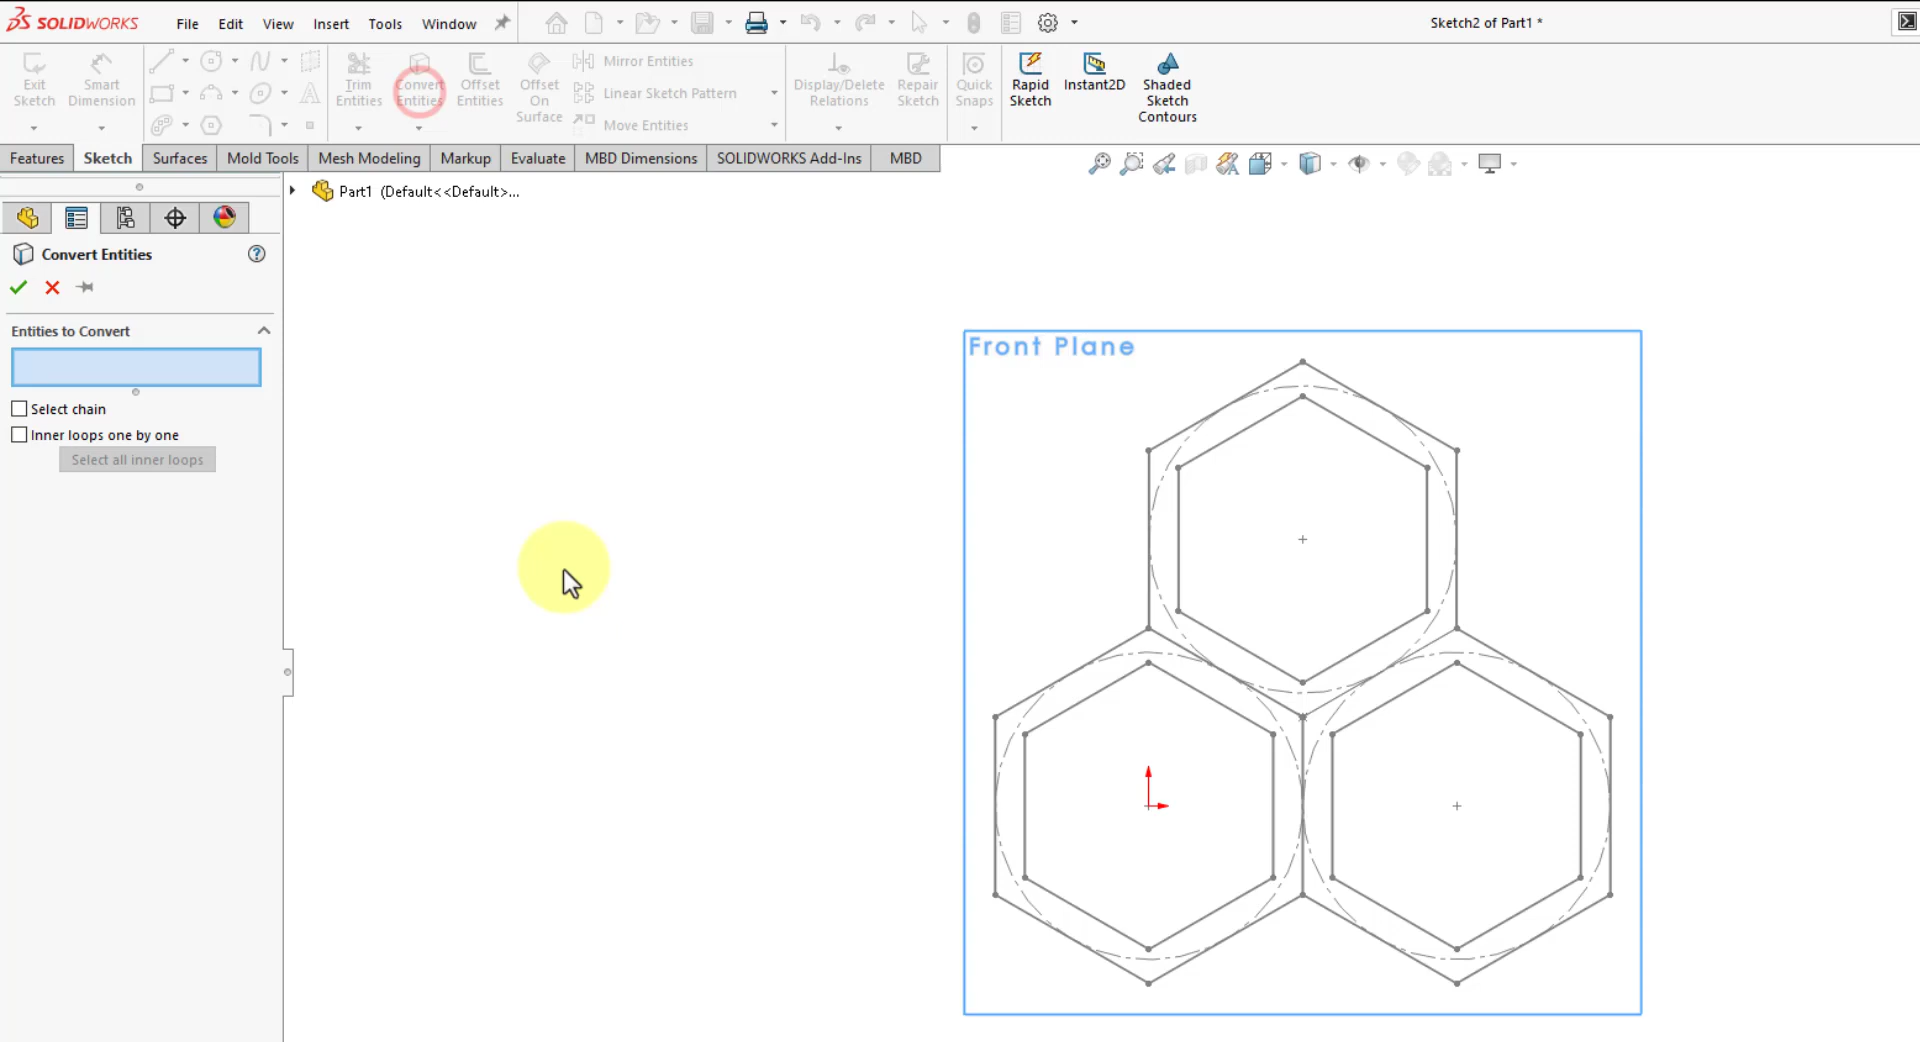 SOLIDWORKS File Edit View Insert Tools Window Sketch2 of Part1 *
Exit Sketch
Smart Dimension
Trim Entities
Convert Entities
Offset Entities
Offset On Surface
Mirror Entities
Linear Sketch Pattern
Move Entities
Display/Delete Relations
Repair Sketch
Quick Snaps
Rapid Sketch
Instant2D
Shaded Sketch Contours
Features Sketch Surfaces Mold Tools Mesh Modeling Markup Evaluate MBD Dimensions SOLIDWORKS Add-Ins MBD
Part1 (Default<<Default>...
Convert Entities
Entities to Convert
Select chain
Inner loops one by one
Select all inner loops
Front Plane